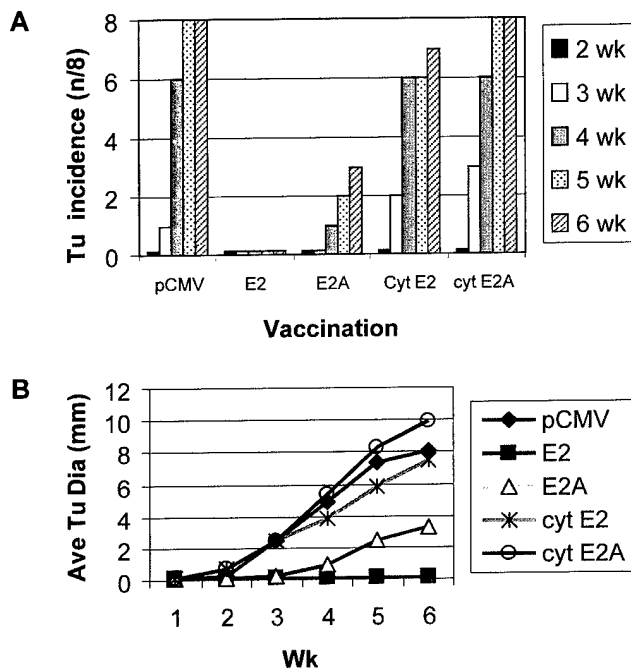 A
Tu incidence (n/8)
8
6
4
2
0
pCMV E2 E2A Cyt E2 cyt E2A
Vaccination
2 wk
3 wk
4 wk
5 wk
6 wk
B
Ave Tu Dia (mm)
12
10
8
6
4
2
0
1 2 3 4 5 6
Wk
pCMV
E2
E2A
cyt E2
cyt E2A